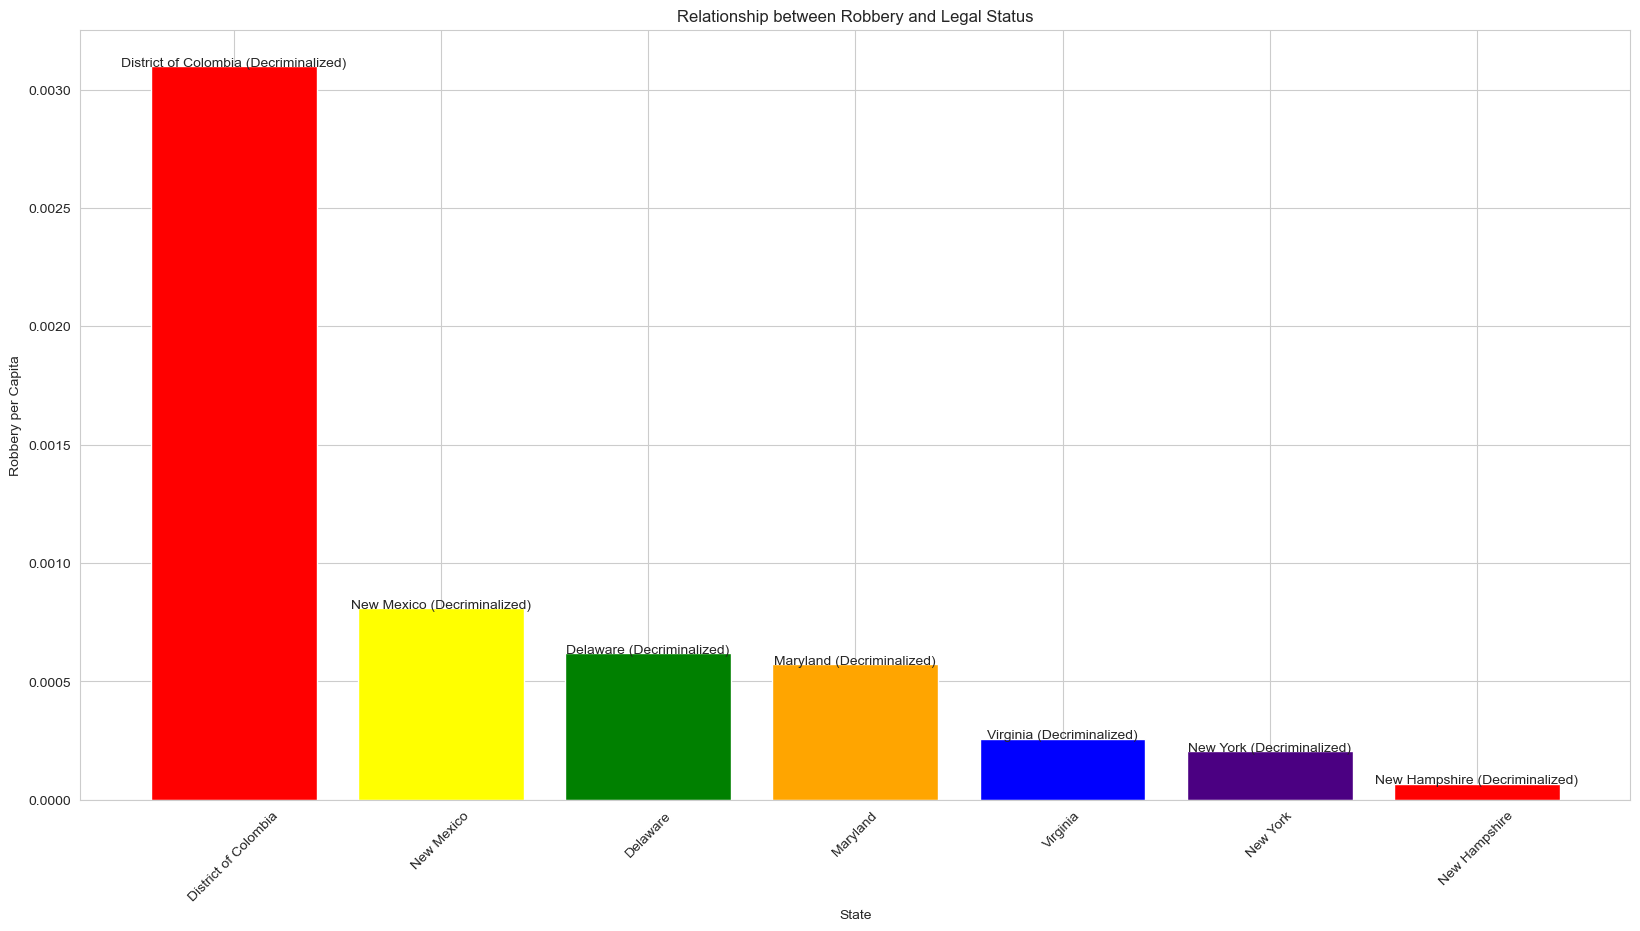 Relationship between Robbery and Legal Status
Robbery per Capita
0.0030
0.0025
0.0020
0.0015
0.0010
0.0005
0.0000
District of Colombia (Decriminalized)
New Mexico (Decriminalized)
Delaware (Decriminalized)
Maryland (Decriminalized)
Virginia (Decriminalized)
New York (Decriminalized)
New Hampshire (Decriminalized)
District of Colombia
New Mexico
Delaware
Maryland
Virginia
New York
New Hampshire
State